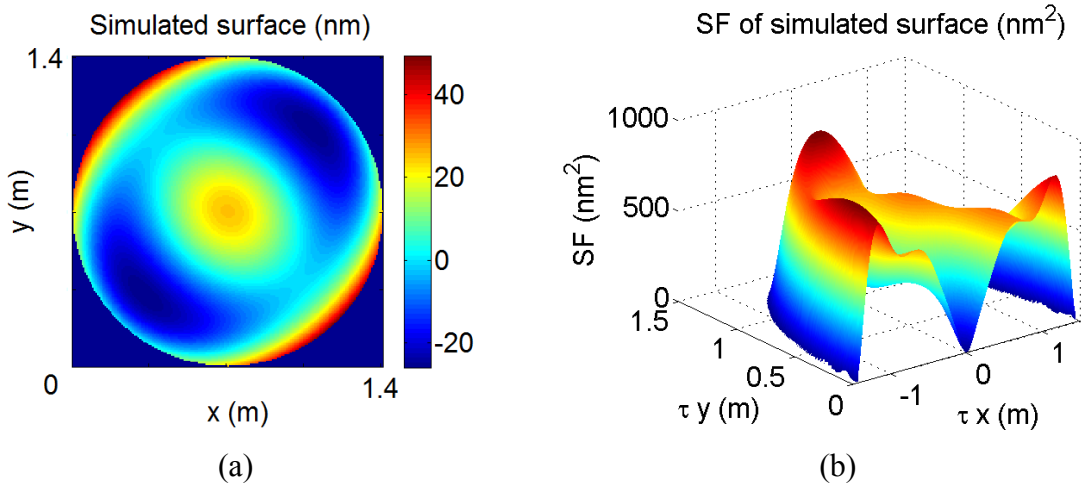 Simulated surface (nm)
1.4
y (m)
0
1.4
x (m)
40
20
0
-20
(a)
SF of simulated surface (nm²)
1000
500
0
SF (nm²)
1.5
1
0.5
0
τ y (m)
-1
0
1
τ x (m)
(b)